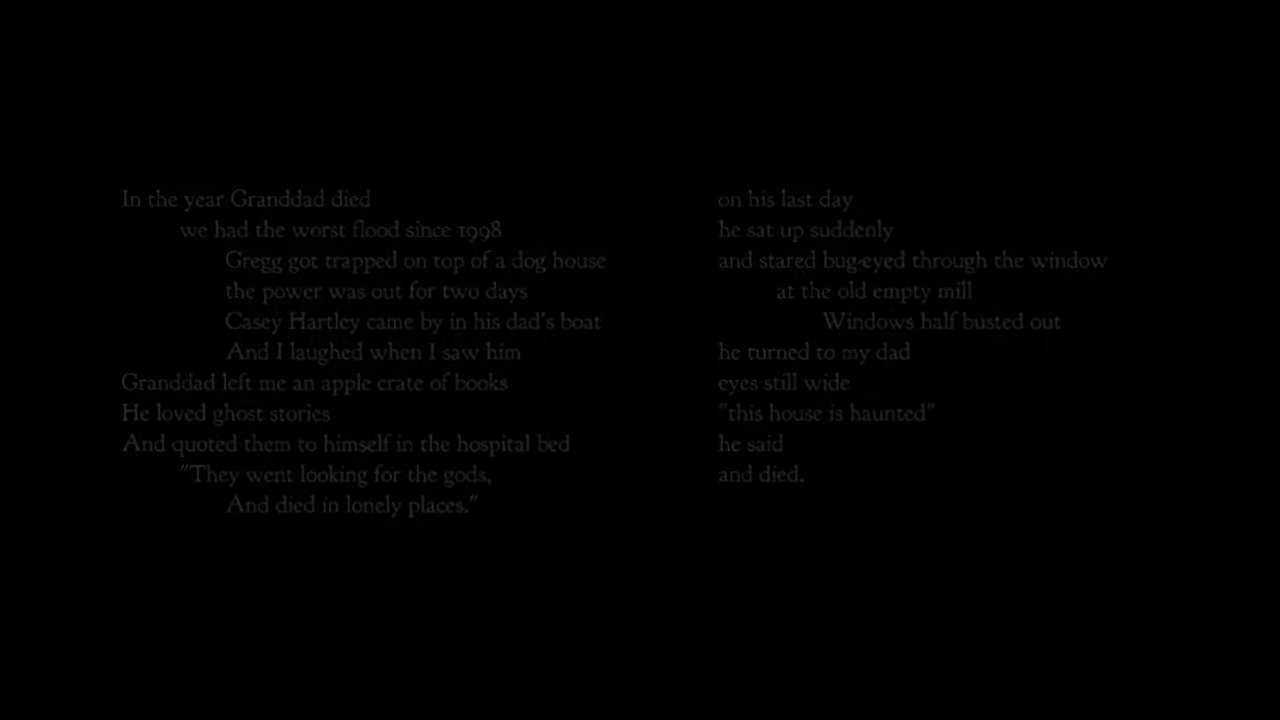 In the year Granddad died
we had the worst flood since 1998
Gregg got trapped on top of a dog house
the power was out for two days
Casey Hartley came by in his dad's boat
And I laughed when I saw him
Granddad left me an apple crate of books
He loved ghost stories
And quoted them to himself in the hospital bed
"They went looking for the gods,
And died in lonely places."
on his last day
he sat up suddenly
and stared bug-eyed through the window
at the old empty mill
Windows half busted out
he turned to my dad
eyes still wide
"this house is haunted"
he said
and died.